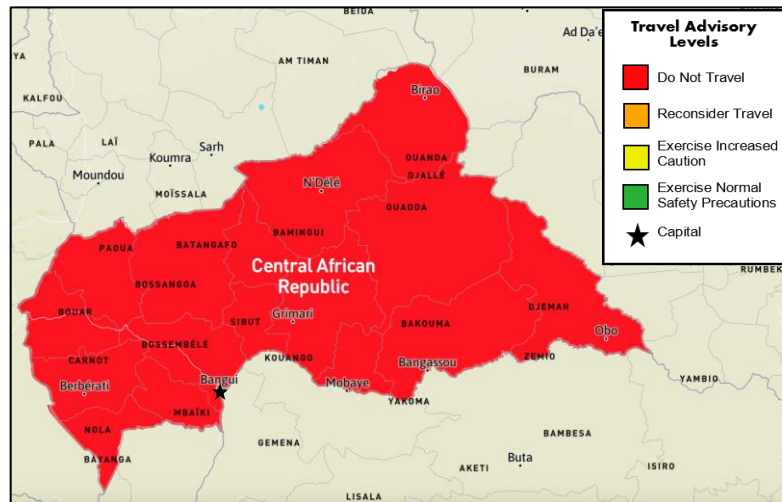 BEIDA
Ad Da'e
YA
AM TIMAN
BURAM
KALFOU
Birao
LAÏ
PALA
Sarh
Koumra
OUANDA
Moundou
DJALLÉ
N'Délé
MOÏSSALA
OUADDA
BAMINGUI
PAOUA
BATANGAFO
Central African
Republic
RUMBEK
BOSSANGOA
DJEMAH
BOUAR
Grimari
SIBUT
BAKOUMA
Obo
BOSSEMBÉLÉ
ZEMIO
CARNOT
KOUANGO
Bangassou
Bangui
YAMBIO
Berbérati
Mobaye
YAKOMA
MBAÏKI
NOLA
BAMBESA
GEMENA
BAYANGA
Buta
AKETI
ISIRO
LISALA
Travel Advisory
Levels
Do Not Travel
Reconsider Travel
Exercise Increased
Caution
Exercise Normal
Safety Precautions
Capital